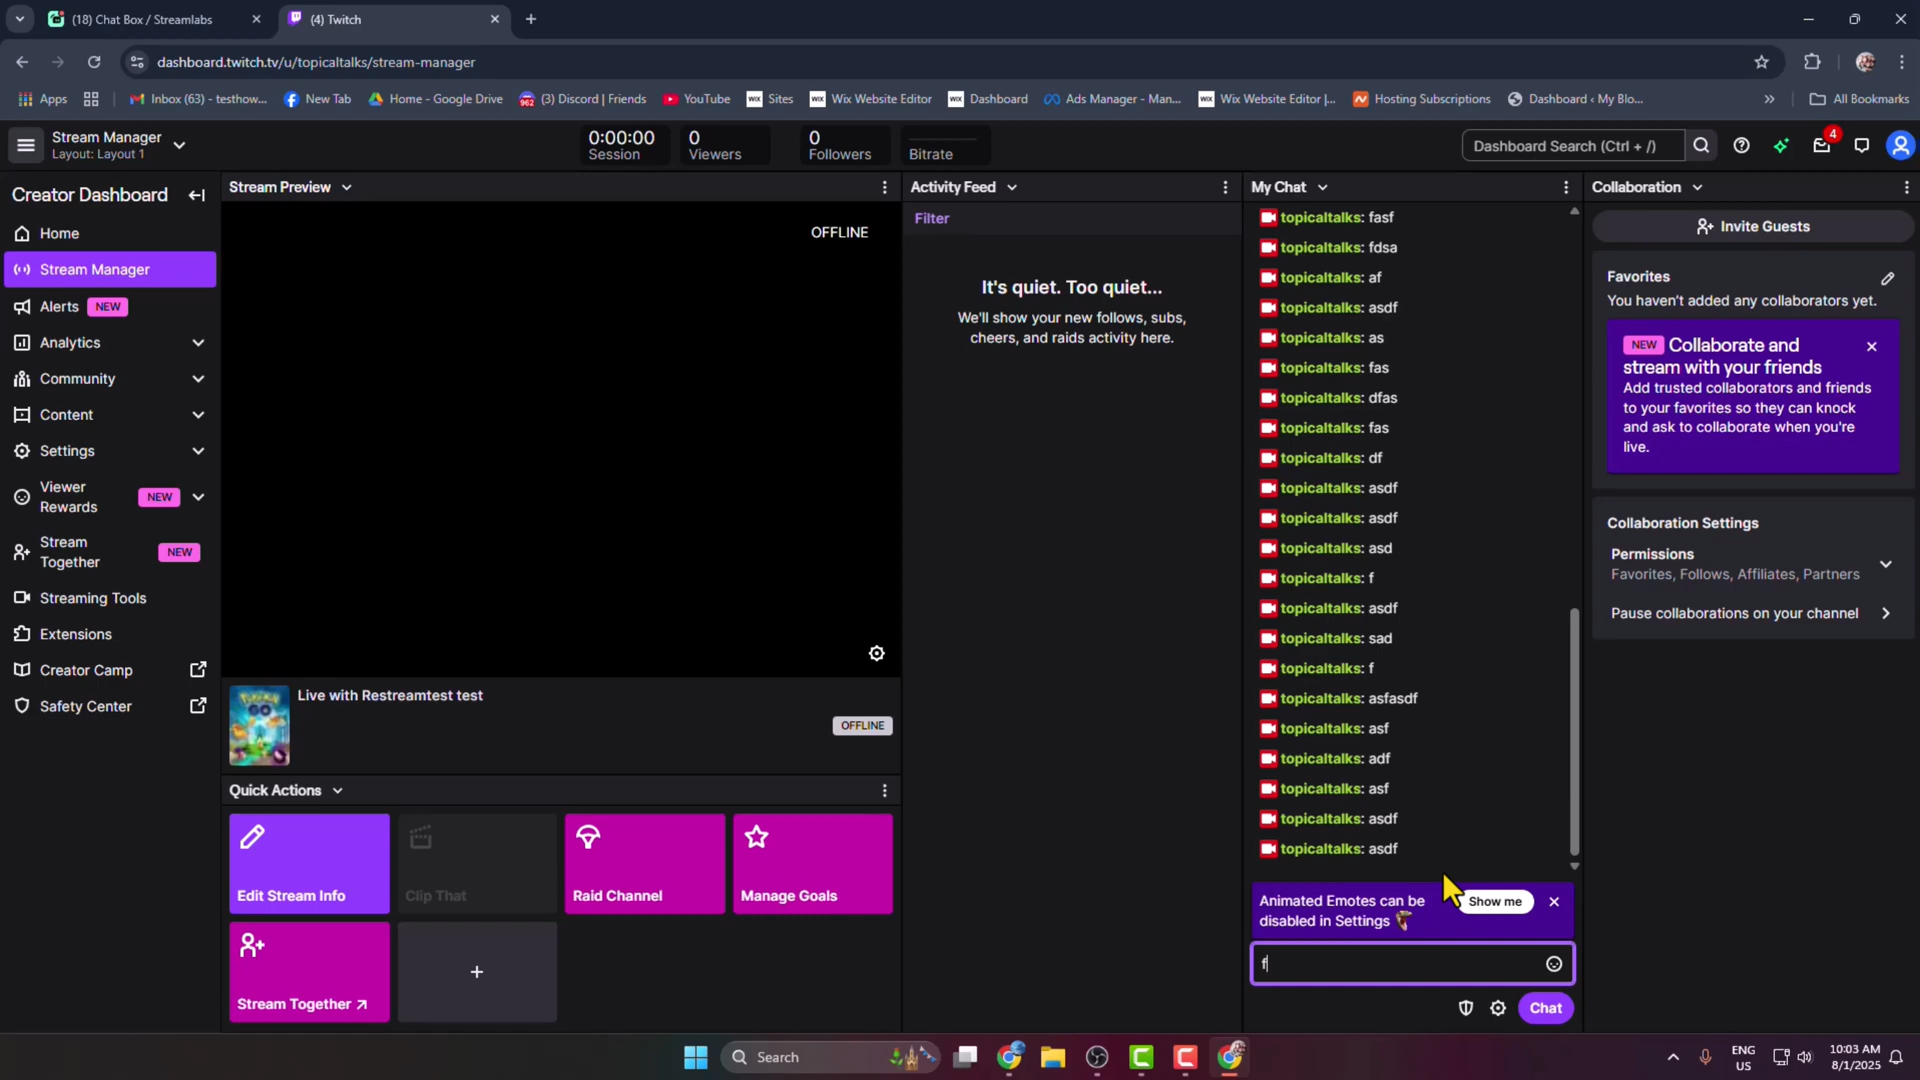 (18) Chat Box / Streamlabs
(4) Twitch
dashboard.twitch.tv/u/topicaltalks/stream-manager
Apps
Inbox (63) - testhow...
New Tab
Home - Google Drive
962
(3) Discord | Friends
YouTube
WIX
Sites
WIX
Wix Website Editor
WIX
Dashboard
Ads Manager - Man...
WIX
Wix Website Editor |...
Hosting Subscriptions
Dashboard ‹ My Blo...
All Bookmarks
Stream Manager
Layout: Layout 1
0:00:00
Session
0
Viewers
0
Followers
Bitrate
Dashboard Search (Ctrl + /)
4
Creator Dashboard
Home
Stream Manager
Alerts NEW
Analytics
Community
Content
Settings
Viewer
Rewards
NEW
Stream
Together
NEW
Streaming Tools
Extensions
Creator Camp
Safety Center
Stream Preview
OFFLINE
Live with Restreamtest test
OFFLINE
Quick Actions
Edit Stream Info
Clip That
Raid Channel
Manage Goals
Stream Together
+
Activity Feed
Filter
It's quiet. Too quiet...
We'll show your new follows, subs,
cheers, and raids activity here.
My Chat
topicaltalks: fasf
topicaltalks: fdsa
topicaltalks: af
topicaltalks: asdf
topicaltalks: as
topicaltalks: fas
topicaltalks: dfas
topicaltalks: fas
topicaltalks: df
topicaltalks: asdf
topicaltalks: asdf
topicaltalks: asd
topicaltalks: f
topicaltalks: asdf
topicaltalks: sad
topicaltalks: f
topicaltalks: asfasdf
topicaltalks: asf
topicaltalks: adf
topicaltalks: asf
topicaltalks: asdf
topicaltalks: asdf
Animated Emotes can be
disabled in Settings
Show me
f
Chat
Collaboration
Invite Guests
Favorites
You haven't added any collaborators yet.
NEW Collaborate and
stream with your friends
Add trusted collaborators and friends
to your favorites so they can knock
and ask to collaborate when you're
live.
Collaboration Settings
Permissions
Favorites, Follows, Affiliates, Partners
Pause collaborations on your channel
Search
ENG
US
10:03 AM
8/1/2025